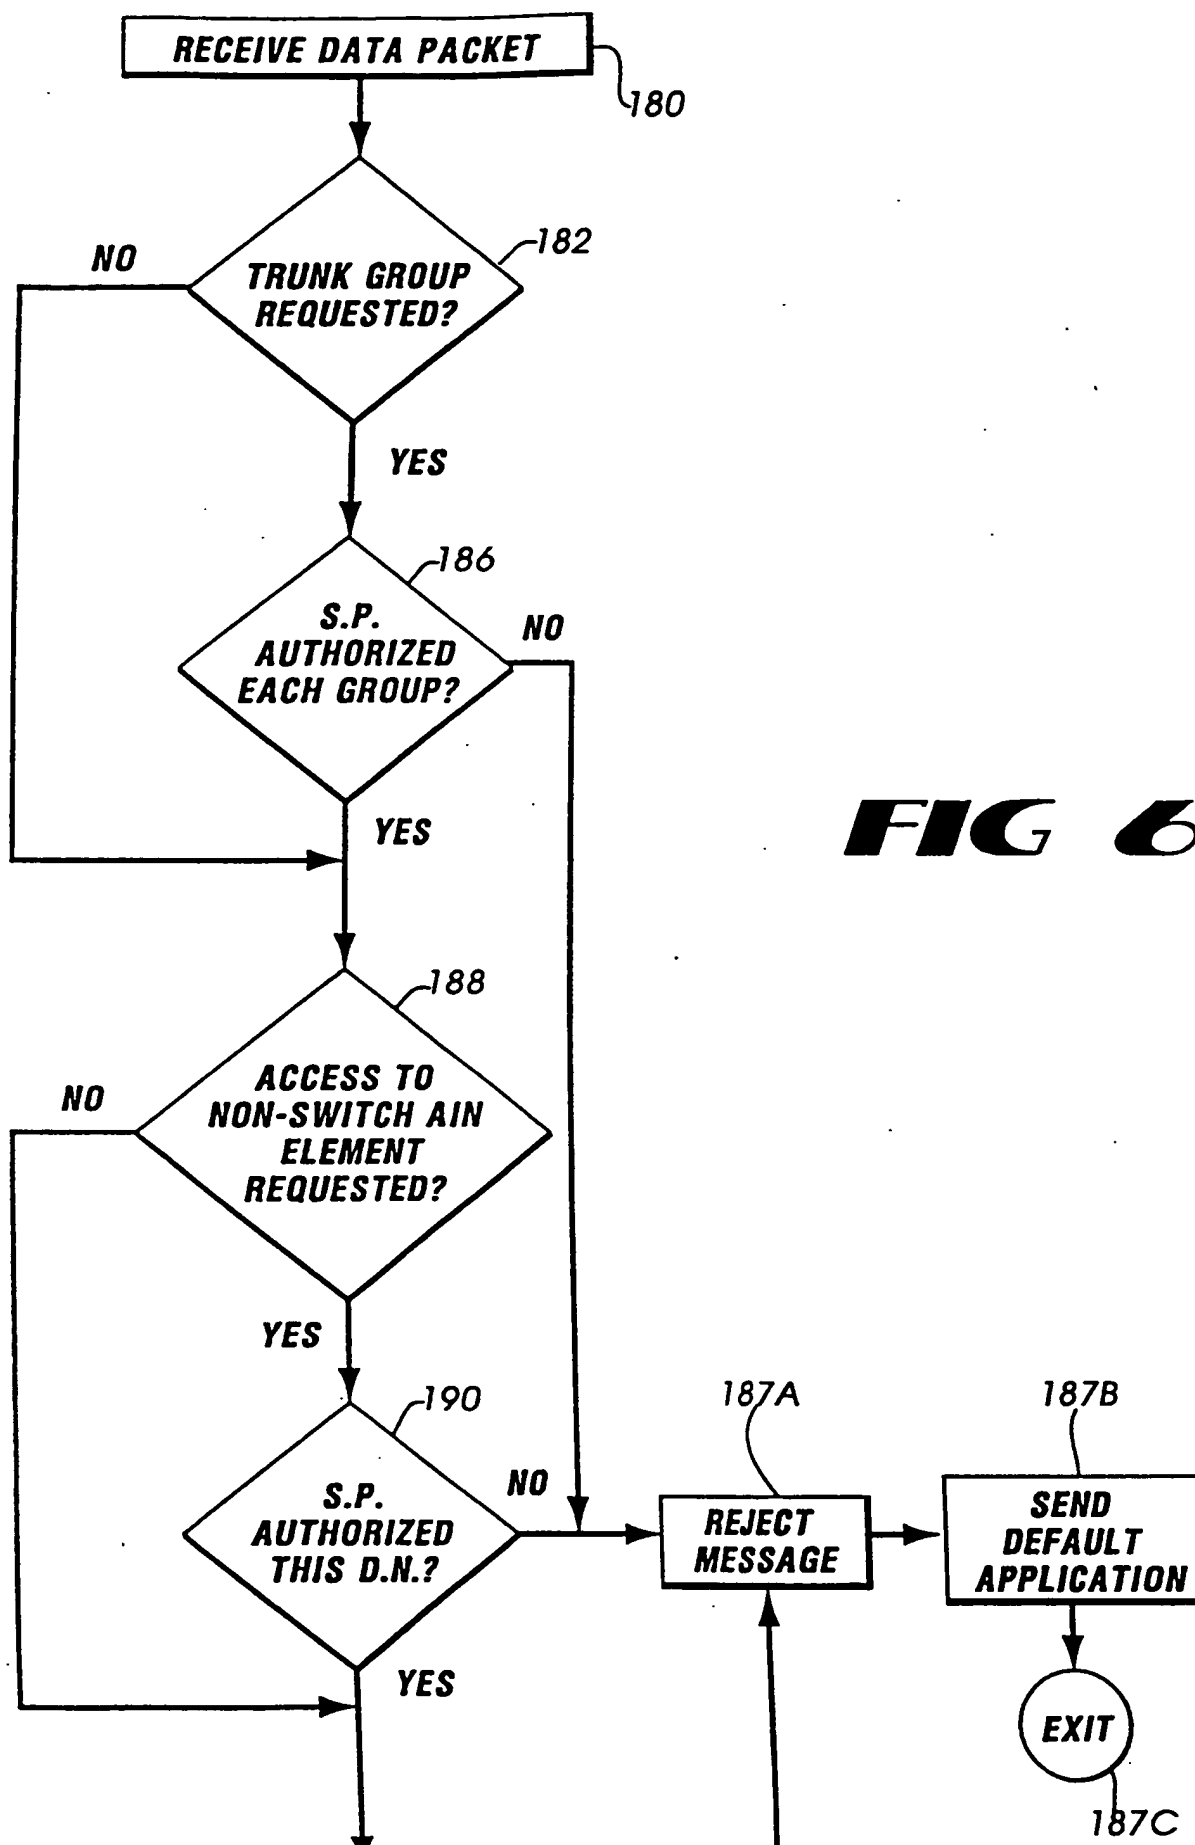 RECEIVE DATA PACKET
180
182
NO
TRUNK GROUP
REQUESTED?
YES
186
S.P.
AUTHORIZED
EACH GROUP?
NO
YES
FIG 6
188
NO
ACCESS TO
NON-SWITCH AIN
ELEMENT
REQUESTED?
YES
190
187A
187B
S.P.
AUTHORIZED
THIS D.N.?
NO
REJECT
MESSAGE
SEND
DEFAULT
APPLICATION
YES
EXIT
187C